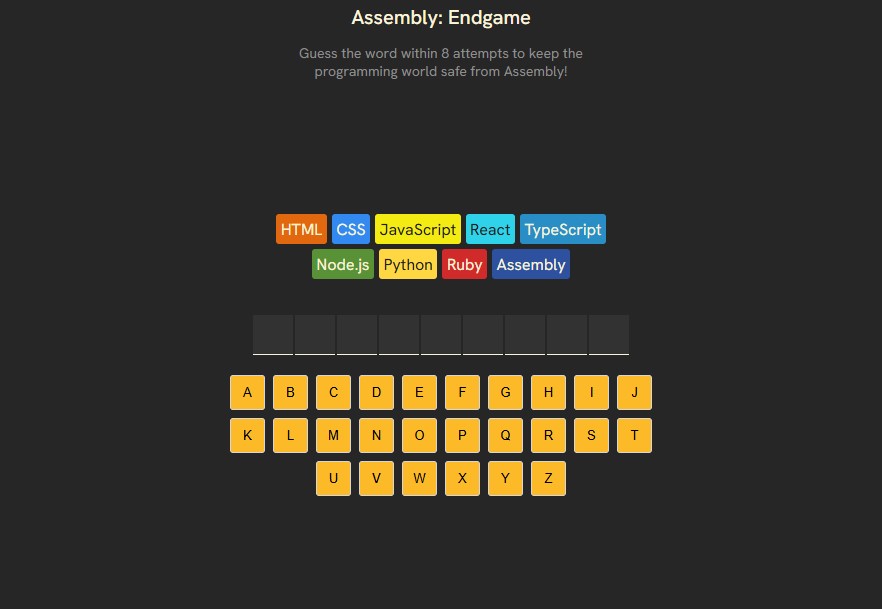 Assembly: Endgame
Guess the word within 8 attempts to keep the
programming world safe from Assembly!
HTML CSS JavaScript React TypeScript
Node.js Python Ruby Assembly
A B C D E F G H I J
K L M N O P Q R S T
U V W X Y Z